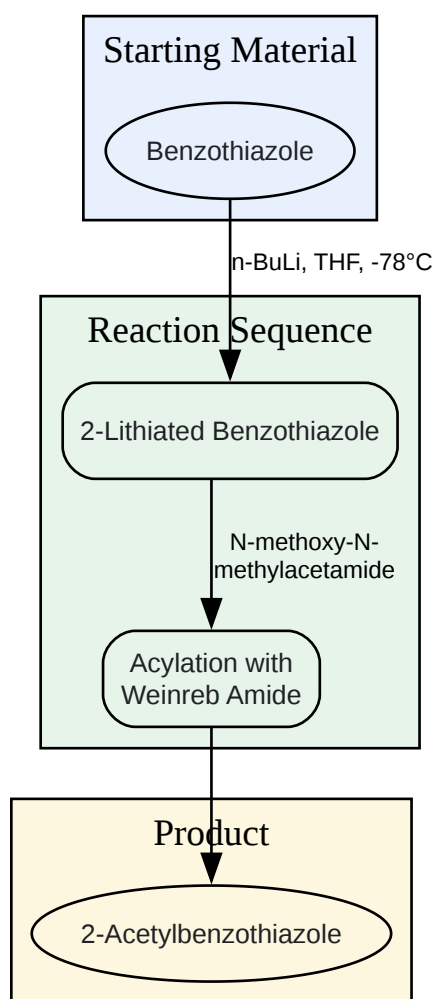 Starting Material
Benzothiazole
n-BuLi, THF, -78°C
Reaction Sequence
2-Lithiated Benzothiazole
N-methoxy-N-
methylacetamide
Acylation with
Weinreb Amide
Product
2-Acetylbenzothiazole